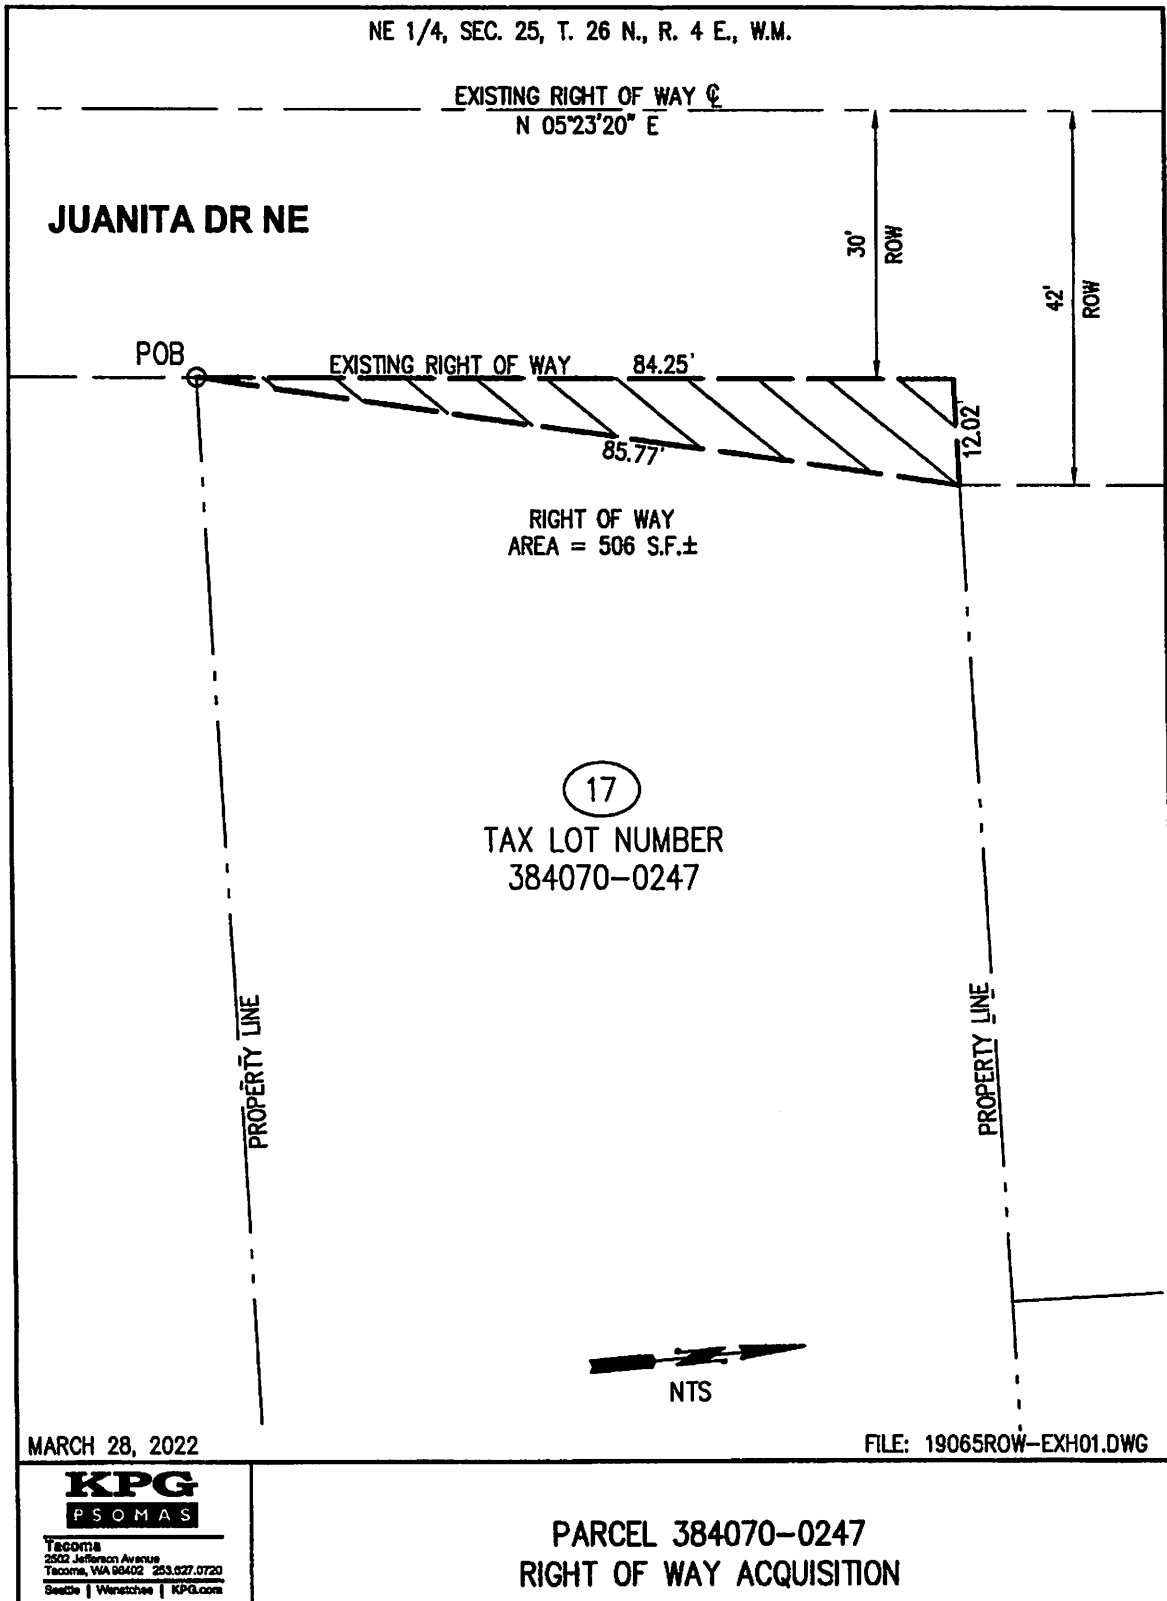 NE 1/4, SEC. 25, T. 26 N., R. 4 E., W.M.
EXISTING RIGHT OF WAY ℄
N 05°23'20" E
JUANITA DR NE
30'
ROW
42'
ROW
POB
EXISTING RIGHT OF WAY
84.25'
12.02'
85.77'
RIGHT OF WAY
AREA = 506 S.F.±
17
TAX LOT NUMBER
384070-0247
PROPERTY LINE
PROPERTY LINE
NTS
MARCH 28, 2022
FILE: 19065ROW-EXH01.DWG
KPG
PSOMAS
Tacoma
2502 Jefferson Avenue
Tacoma, WA 98402 253.627.0720
Seattle | Wenatchee | KPG.com
PARCEL 384070-0247
RIGHT OF WAY ACQUISITION